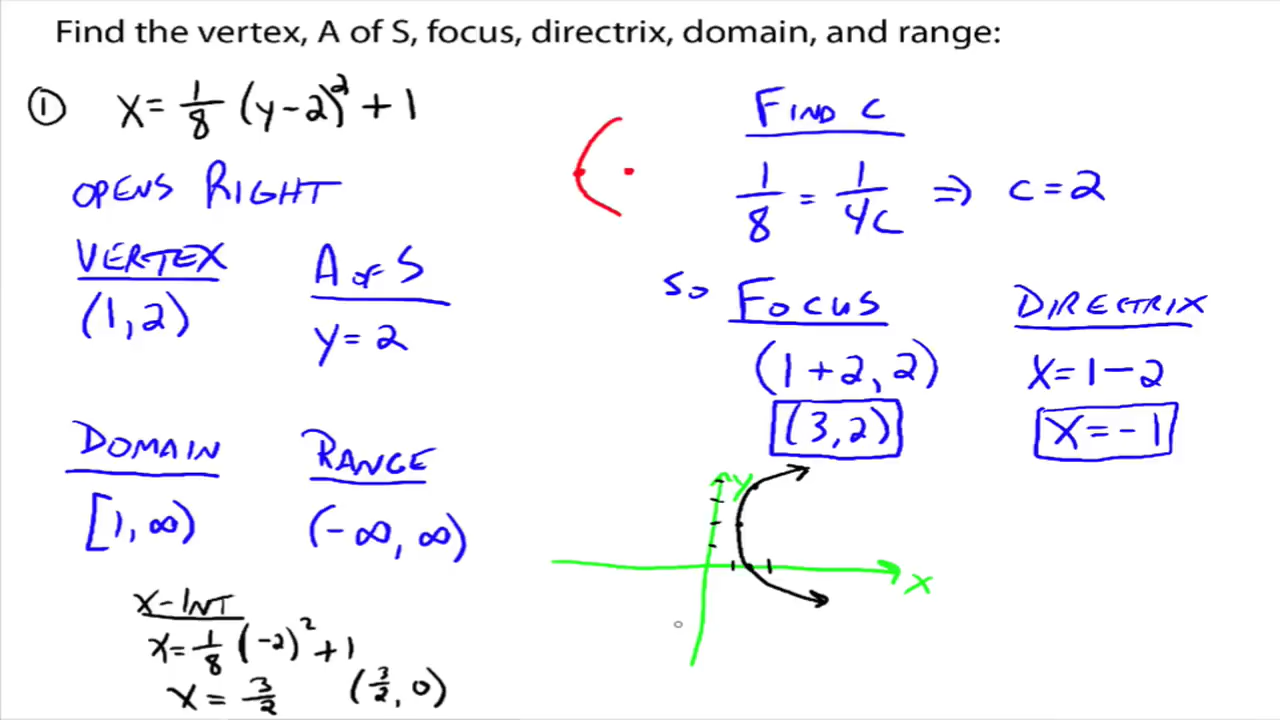 Find the vertex, A of S, focus, directrix, domain, and range:
① x = 1/8 (y-2)² + 1
OPENS RIGHT
VERTEX
(1,2)
A of S
y = 2
DOMAIN
[1, ∞)
RANGE
(-∞, ∞)
X-INT
x = 1/8 (-2)² + 1
x = 3/2 (3/2, 0)
FIND C
1/8 = 1/4C ⇒ C = 2
SO FOCUS
(1+2, 2)
(3,2)
DIRECTRIX
X = 1-2
X = -1
y
x